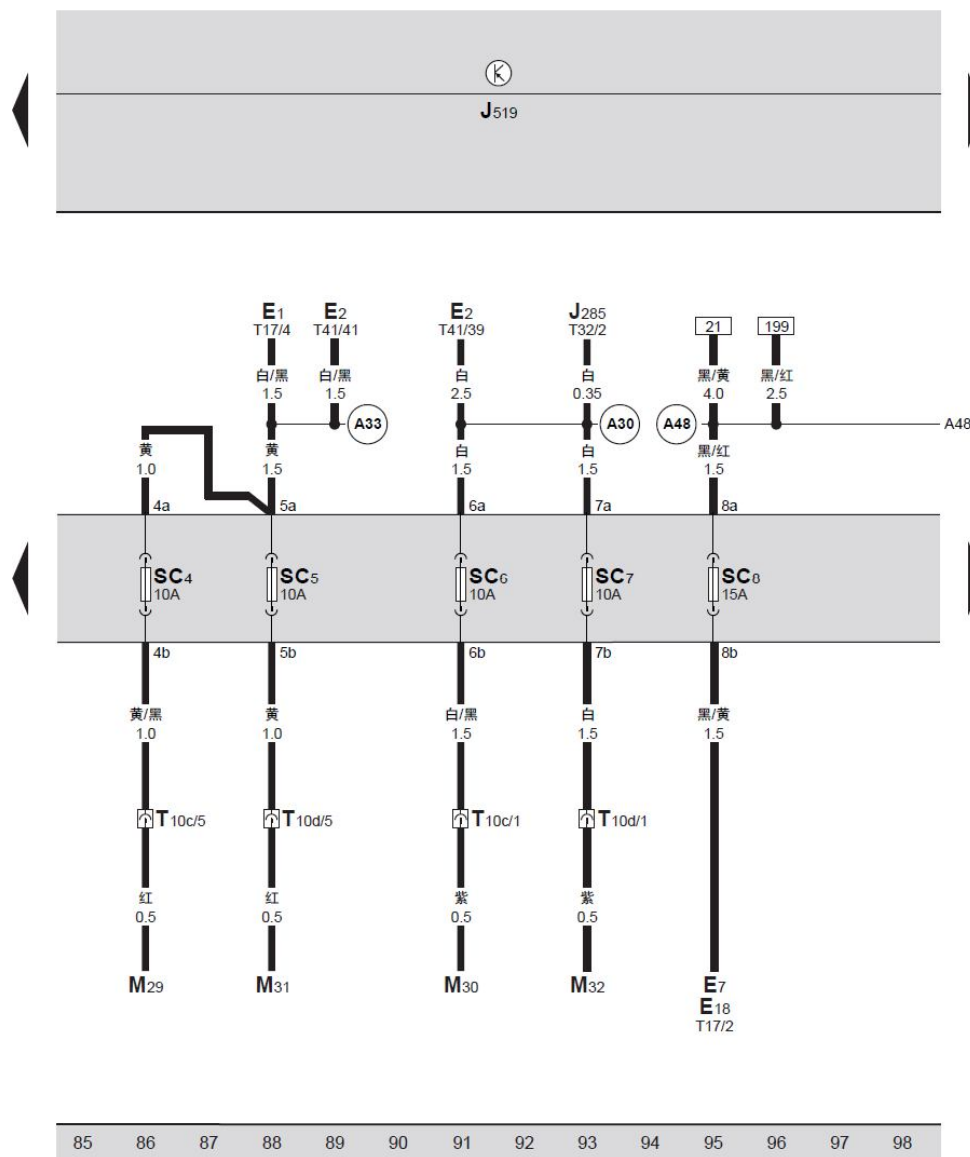 J519
E1 E2 E2 J285
T17/4 T41/41 T41/39 T32/2 21 199
白/黑 白/黑 白 白 黑/黄 黑/红
1.5 1.5 2.5 0.35 4.0 2.5
A33 A30 A48 A48
黄 黄 白 白 黑/红
1.0 1.5 1.5 1.5 1.5
4a 5a 6a 7a 8a
SC4 SC5 SC6 SC7 SC8
10A 10A 10A 10A 15A
4b 5b 6b 7b 8b
黄/黑 黄 白/黑 白 黑/黄
1.0 1.0 1.5 1.5 1.5
T10c/5 T10d/5 T10c/1 T10d/1
红 红 紫 紫
0.5 0.5 0.5 0.5
M29 M31 M30 M32 E7
E18
T17/2
85 86 87 88 89 90 91 92 93 94 95 96 97 98